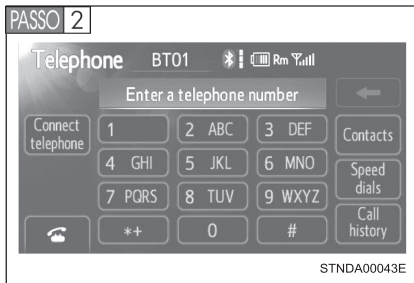 PASSO 2
Telephone BT01 Rm
Enter a telephone number
Connect telephone
1
2 ABC
3 DEF
Contacts
4 GHI
5 JKL
6 MNO
Speed dials
7 PQRS
8 TUV
9 WXYZ
Call history
*+
0
#
STNDA00043E